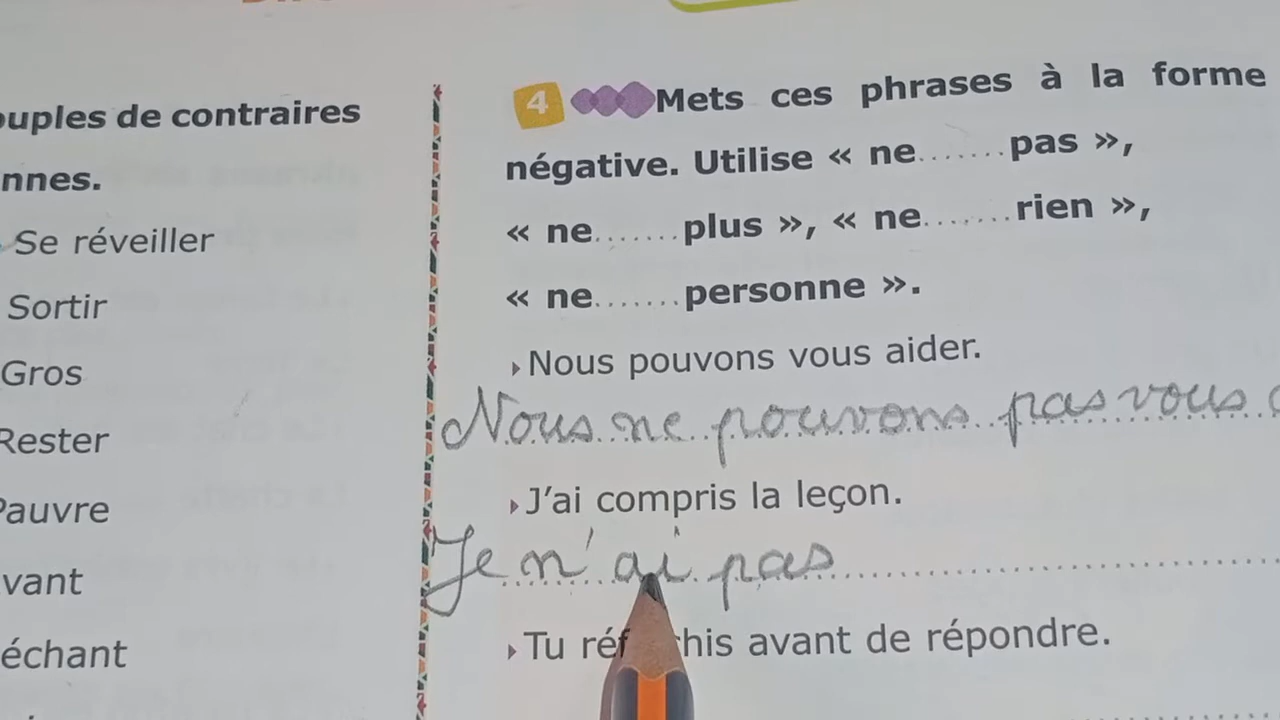 ouples de contraires
nnes.
Se réveiller
Sortir
Gros
Rester
Pauvre
vant
échant
4 Mets ces phrases à la forme
négative. Utilise « ne.......pas »,
« ne.......plus », « ne.......rien »,
« ne.......personne ».
Nous pouvons vous aider.
Nous ne pouvons pas vous
J'ai compris la leçon.
Je n'ai pas
Tu réf chis avant de répondre.